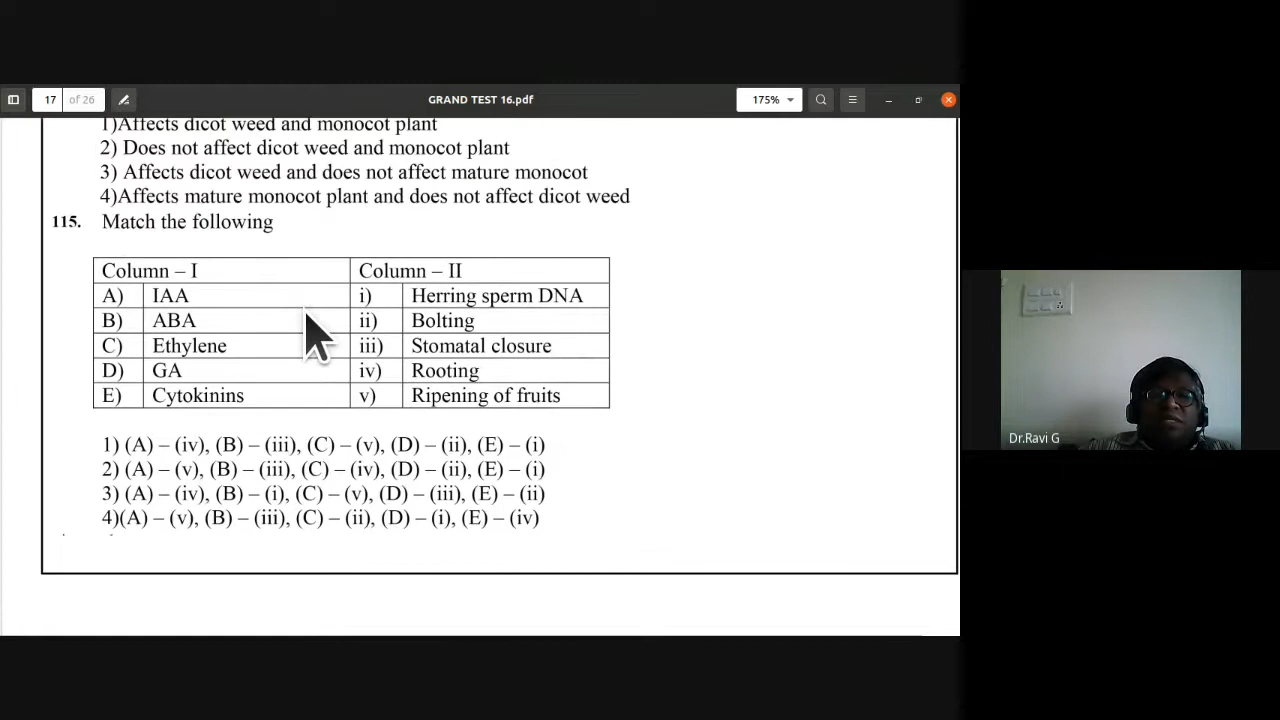 17 of 26
GRAND TEST 16.pdf
175%
1)Affects dicot weed and monocot plant
2) Does not affect dicot weed and monocot plant
3) Affects dicot weed and does not affect mature monocot
4)Affects mature monocot plant and does not affect dicot weed
115. Match the following
Column – I Column – II
A) IAA i) Herring sperm DNA
B) ABA ii) Bolting
C) Ethylene iii) Stomatal closure
D) GA iv) Rooting
E) Cytokinins v) Ripening of fruits
1) (A) – (iv), (B) – (iii), (C) – (v), (D) – (ii), (E) – (i)
2) (A) – (v), (B) – (iii), (C) – (iv), (D) – (ii), (E) – (i)
3) (A) – (iv), (B) – (i), (C) – (v), (D) – (iii), (E) – (ii)
4)(A) – (v), (B) – (iii), (C) – (ii), (D) – (i), (E) – (iv)
Dr.Ravi G